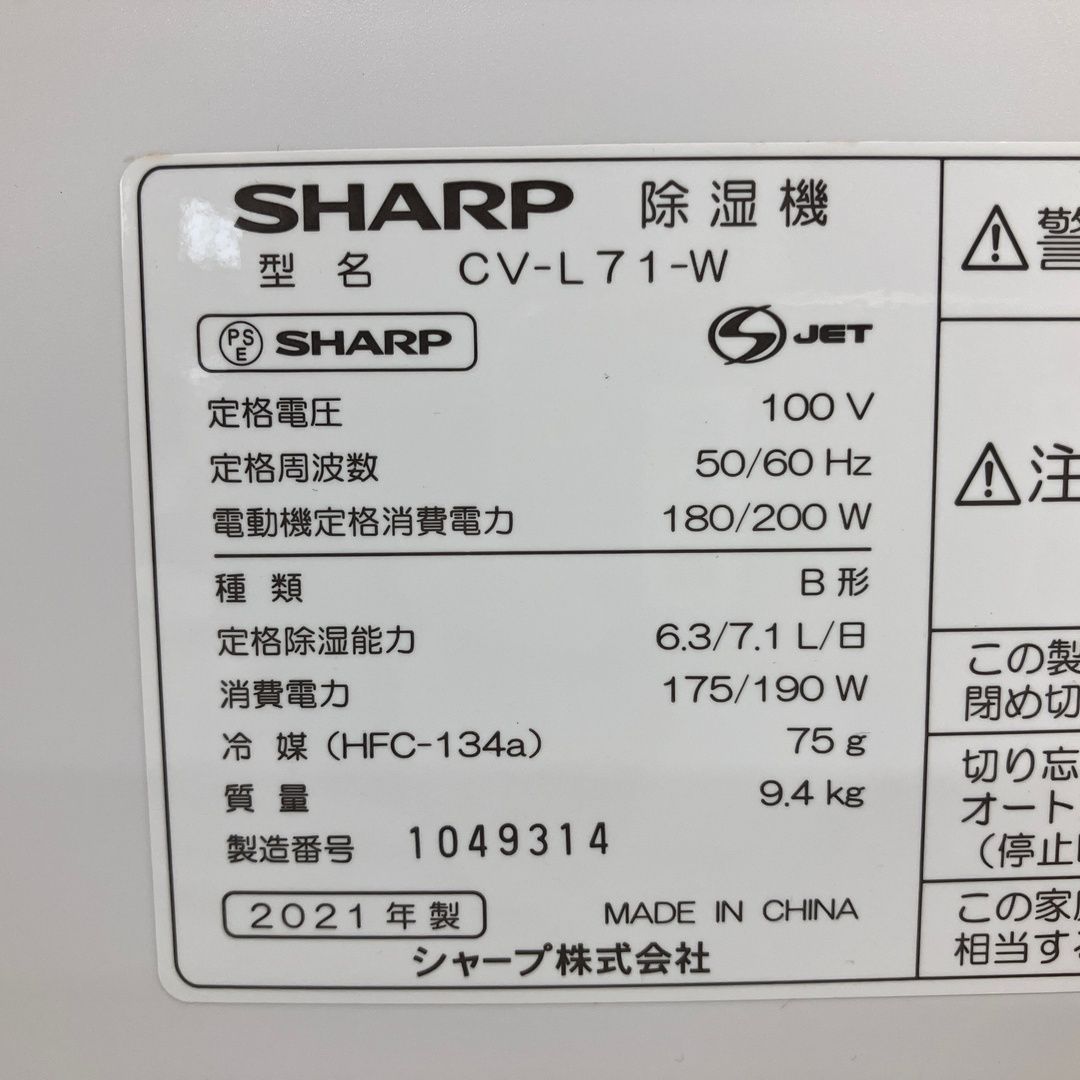 SHARP 除湿機
型名 CV-L71-W
PSE SHARP
S JET
定格電圧 100 V
定格周波数 50/60 Hz
電動機定格消費電力 180/200 W
種類 B形
定格除湿能力 6.3/7.1 L/日
消費電力 175/190 W
冷媒(HFC-134a) 75 g
質量 9.4 kg
製造番号 1049314
2021年製 MADE IN CHINA
シャープ株式会社
警
注
この製
閉め切
切り忘
オート
(停止
この家
相当す